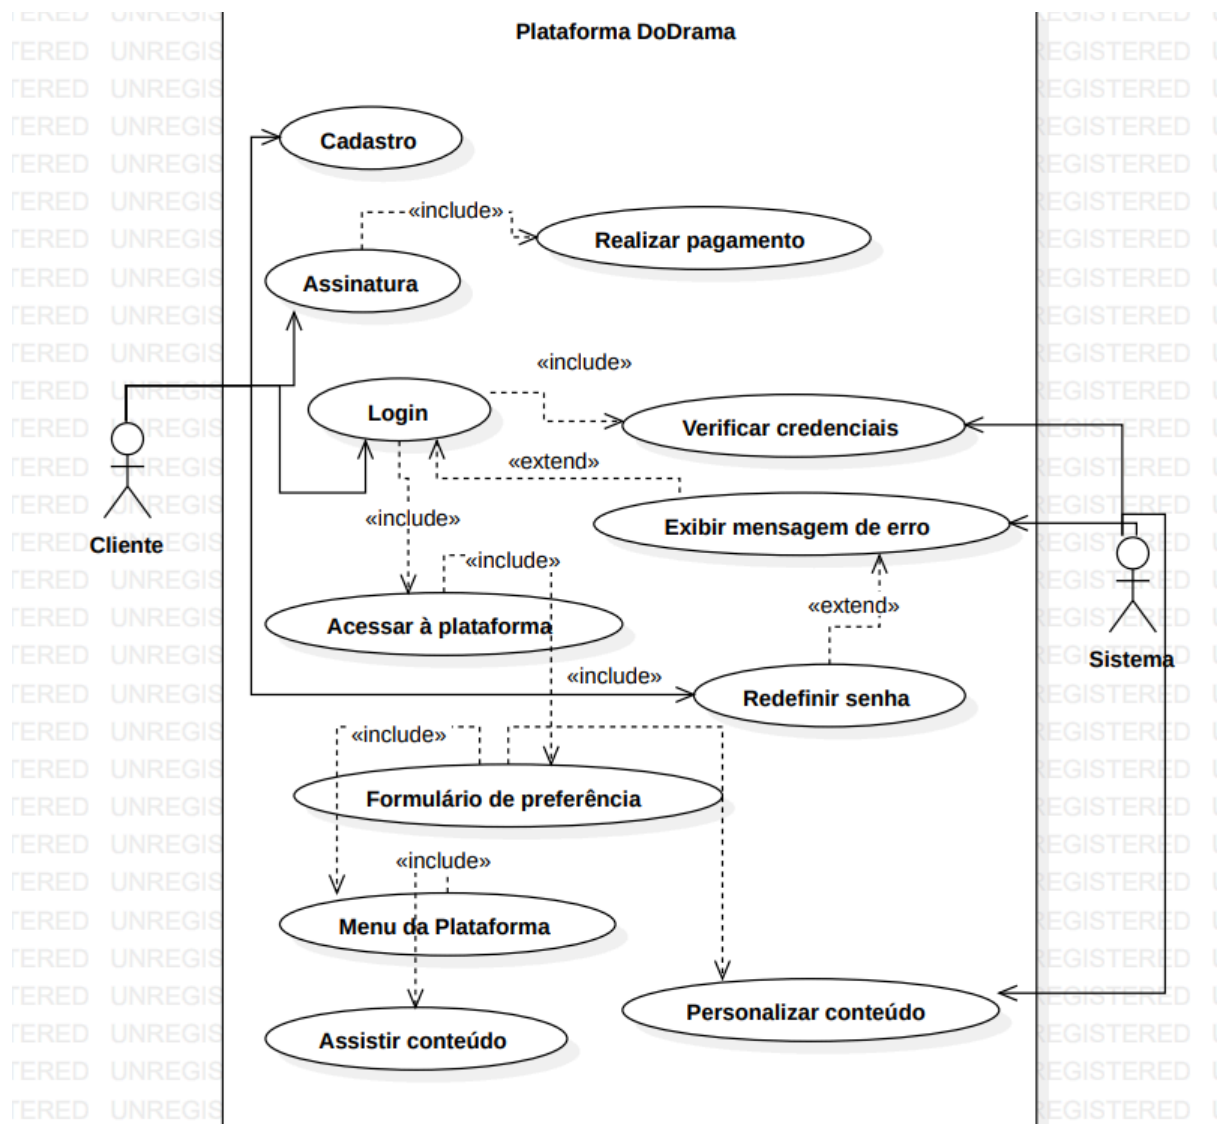 Plataforma DoDrama
Cadastro
«include»
Realizar pagamento
Assinatura
«include»
Login
Verificar credenciais
«extend»
«include»
Exibir mensagem de erro
Cliente
«include»
«extend»
Acessar à plataforma
Sistema
«include»
Redefinir senha
«include»
Formulário de preferência
«include»
Menu da Plataforma
Personalizar conteúdo
Assistir conteúdo
UNREGISTERED